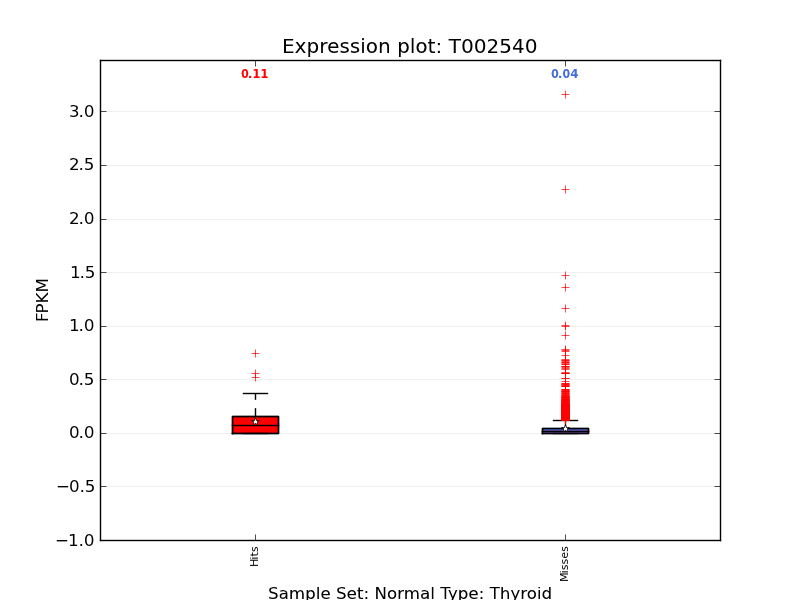 Expression plot: T002540
0.11
0.04
3.0
2.5
2.0
1.5
1.0
0.5
0.0
−0.5
−1.0
FPKM
Hits
Misses
Sample Set: Normal Type: Thyroid